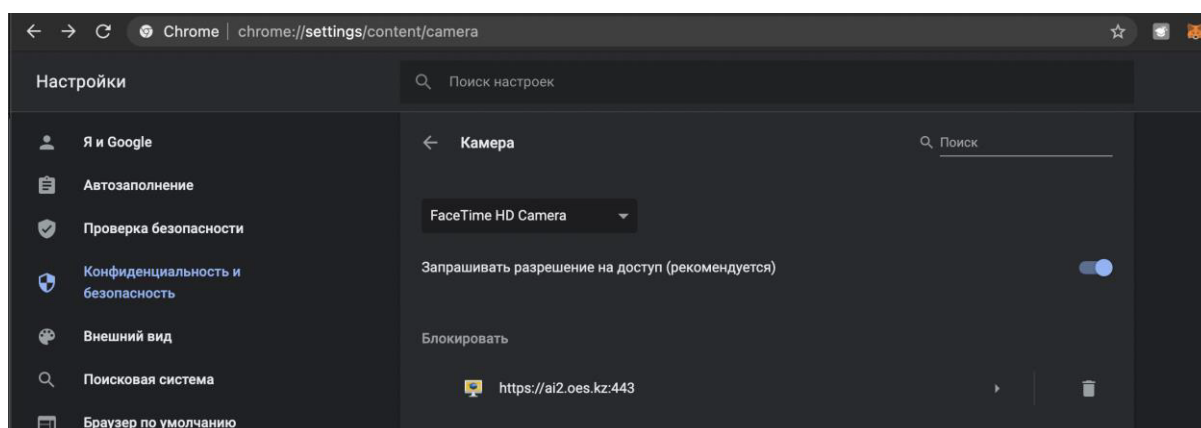 Chrome | chrome://settings/content/camera
Настройки
Поиск настроек
Я и Google
Автозаполнение
Проверка безопасности
Конфиденциальность и
безопасность
Внешний вид
Поисковая система
Браузер по умолчанию
Камера
Поиск
FaceTime HD Camera
Запрашивать разрешение на доступ (рекомендуется)
Блокировать
https://ai2.oes.kz:443